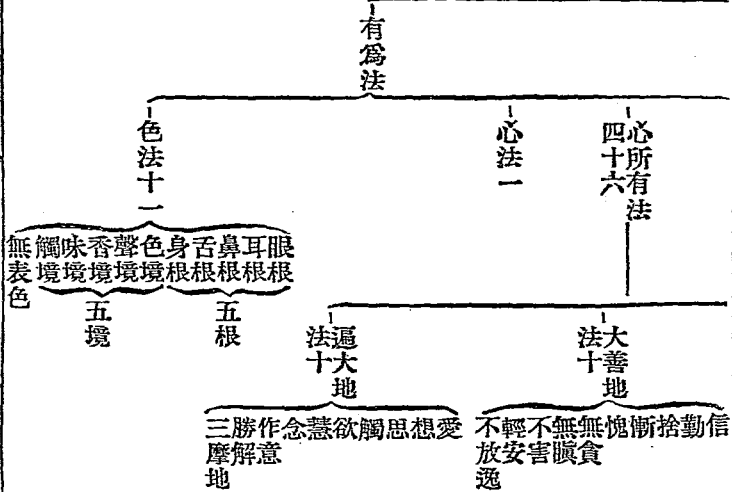 有爲法
心所有法
四十六
心法一
色法十一
眼根
耳根
鼻根
舌根
身根
色境
聲境
香境
味境
觸境
無表色
五根
五境
大善地
法十
信
勤
捨
慚
愧
無貪
無瞋
不害
輕安
不放逸
遍大地
法十
愛
想
思
觸
欲
慧
念
作意
勝解
三摩地